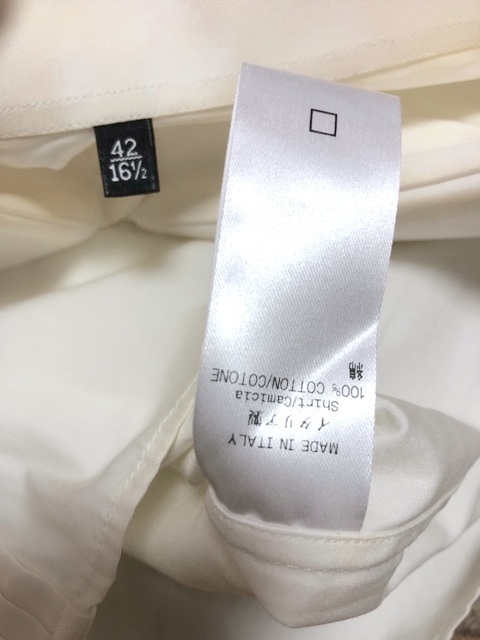 42
16½
MADE IN ITALY
イタリア製
Shirt/Camicia
100% COTTON/COTONE
綿